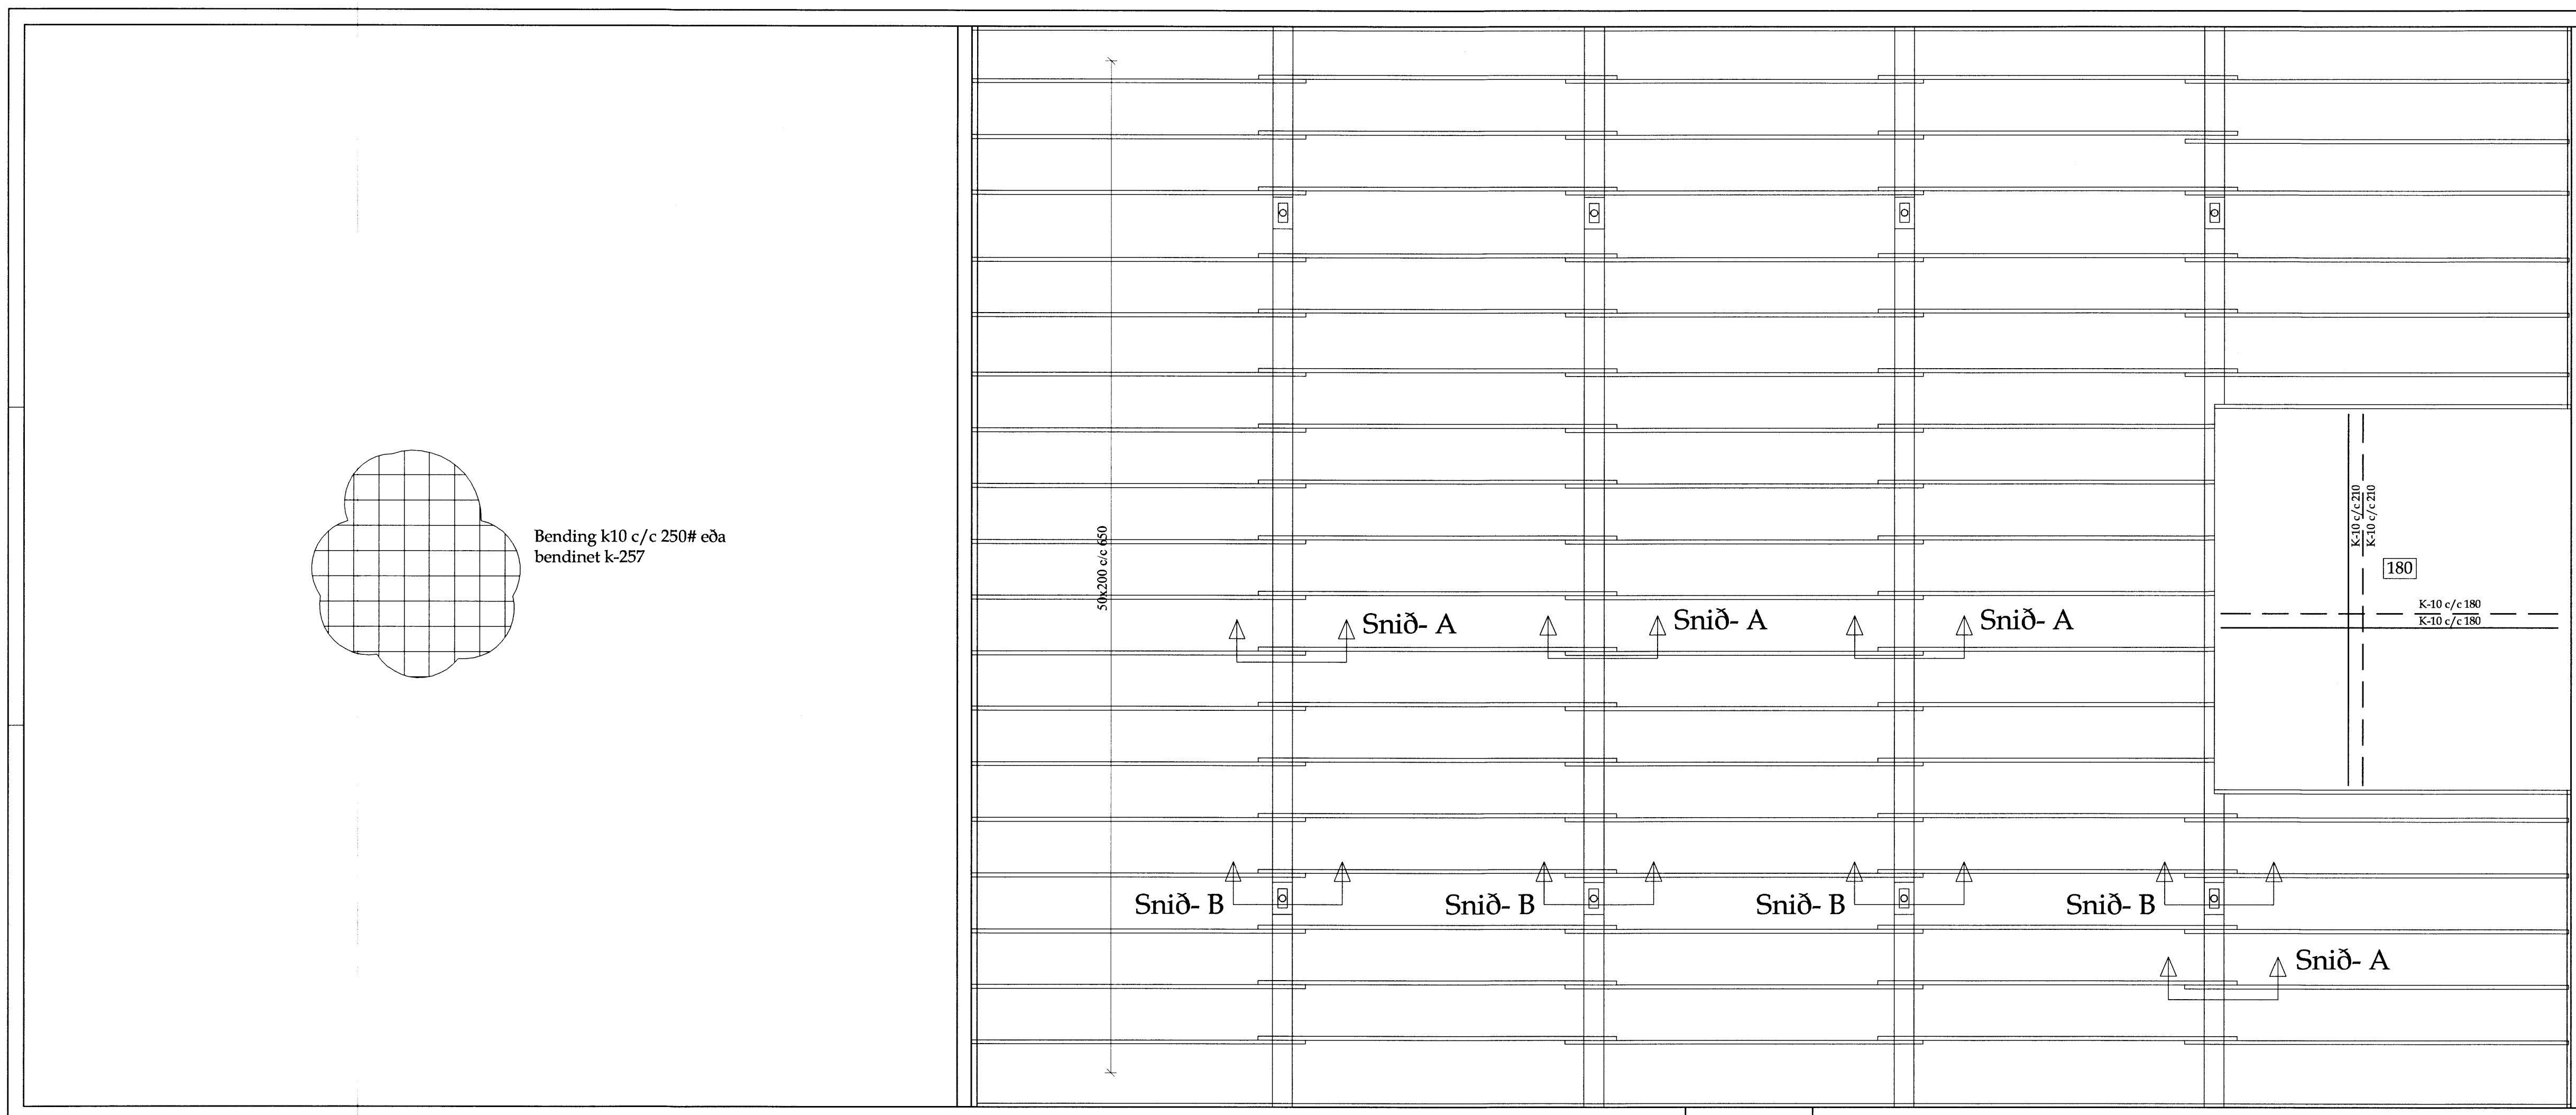 Bending k10 c/c 250# eða
bendinet k-257
50x200 c/c 650
K-10 c/c 210
K-10 c/c 210
180
K-10 c/c 180
K-10 c/c 180
Snið- A
Snið- A
Snið- A
Snið- B
Snið- B
Snið- B
Snið- B
Snið- A